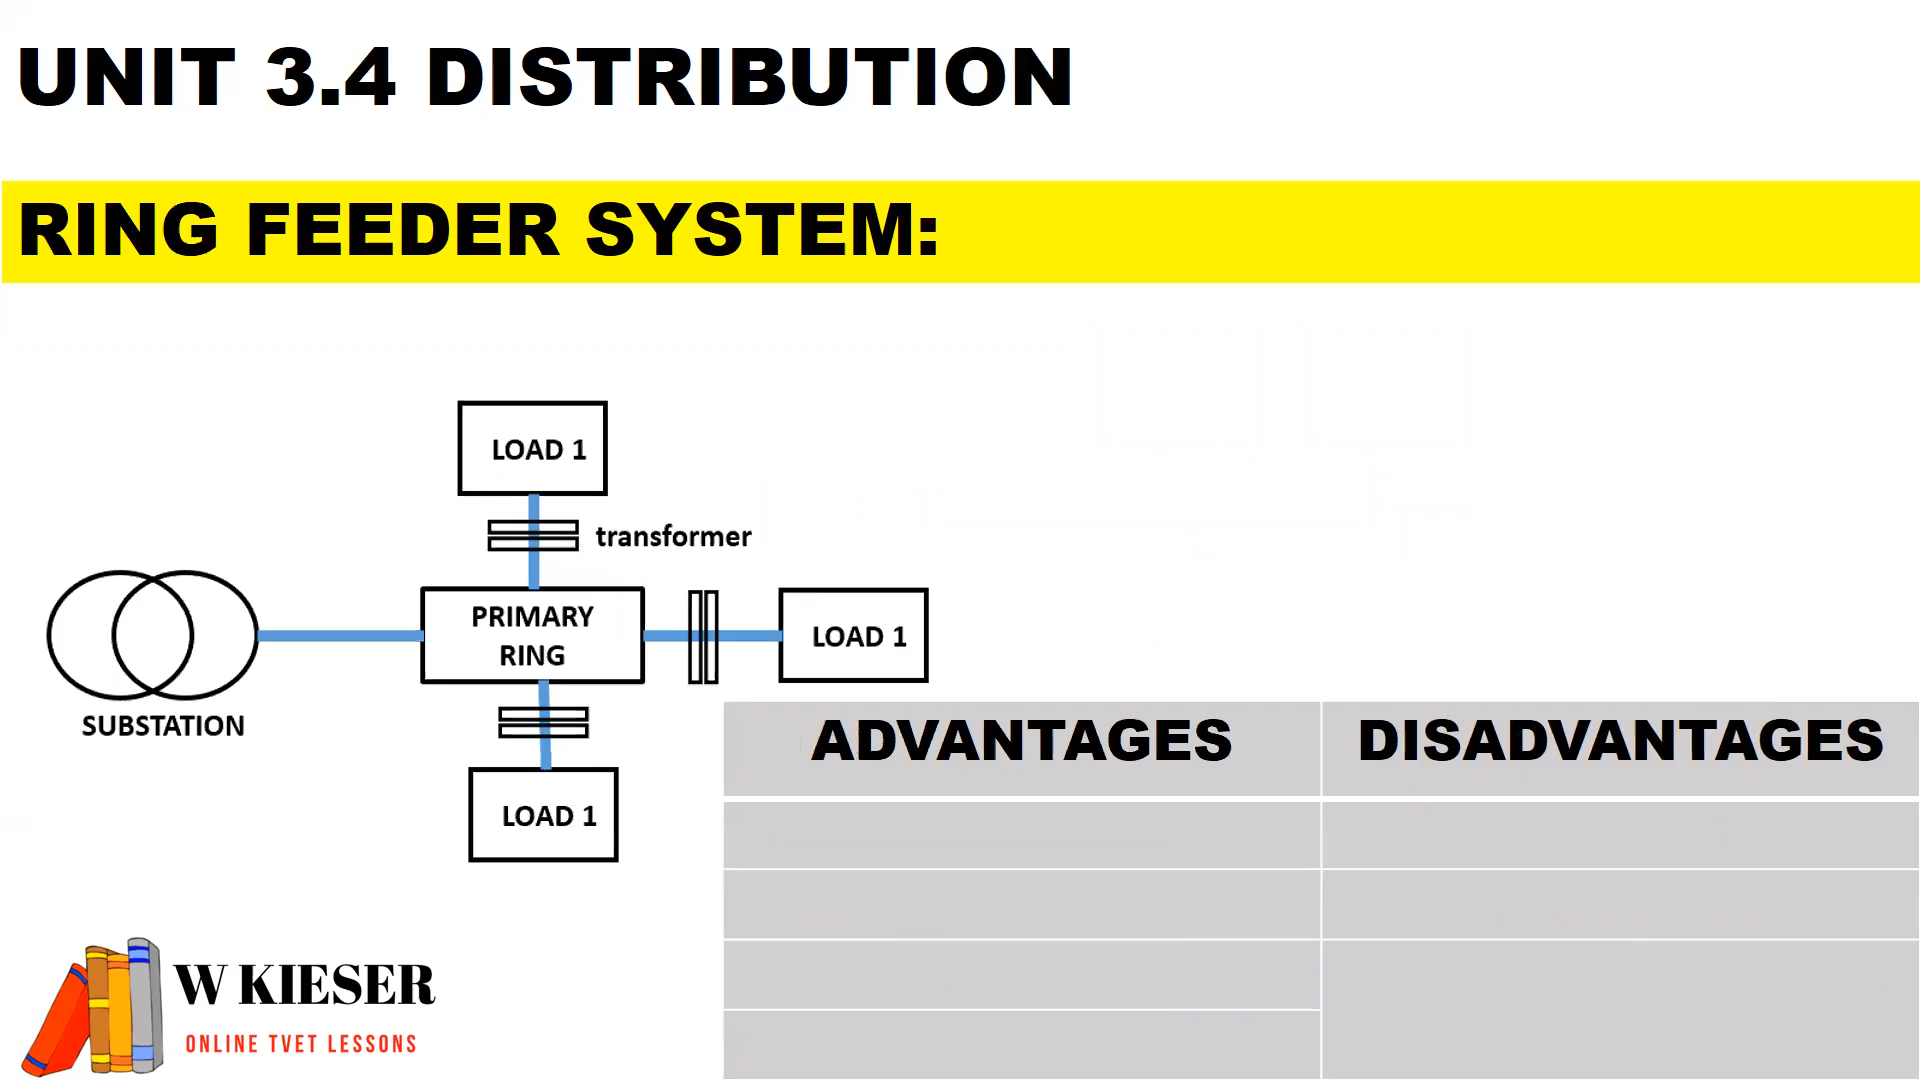 UNIT 3.4 DISTRIBUTION
RING FEEDER SYSTEM:
LOAD 1
transformer
PRIMARY
RING
LOAD 1
SUBSTATION
LOAD 1
ADVANTAGES
DISADVANTAGES
W KIESER
ONLINE TVET LESSONS